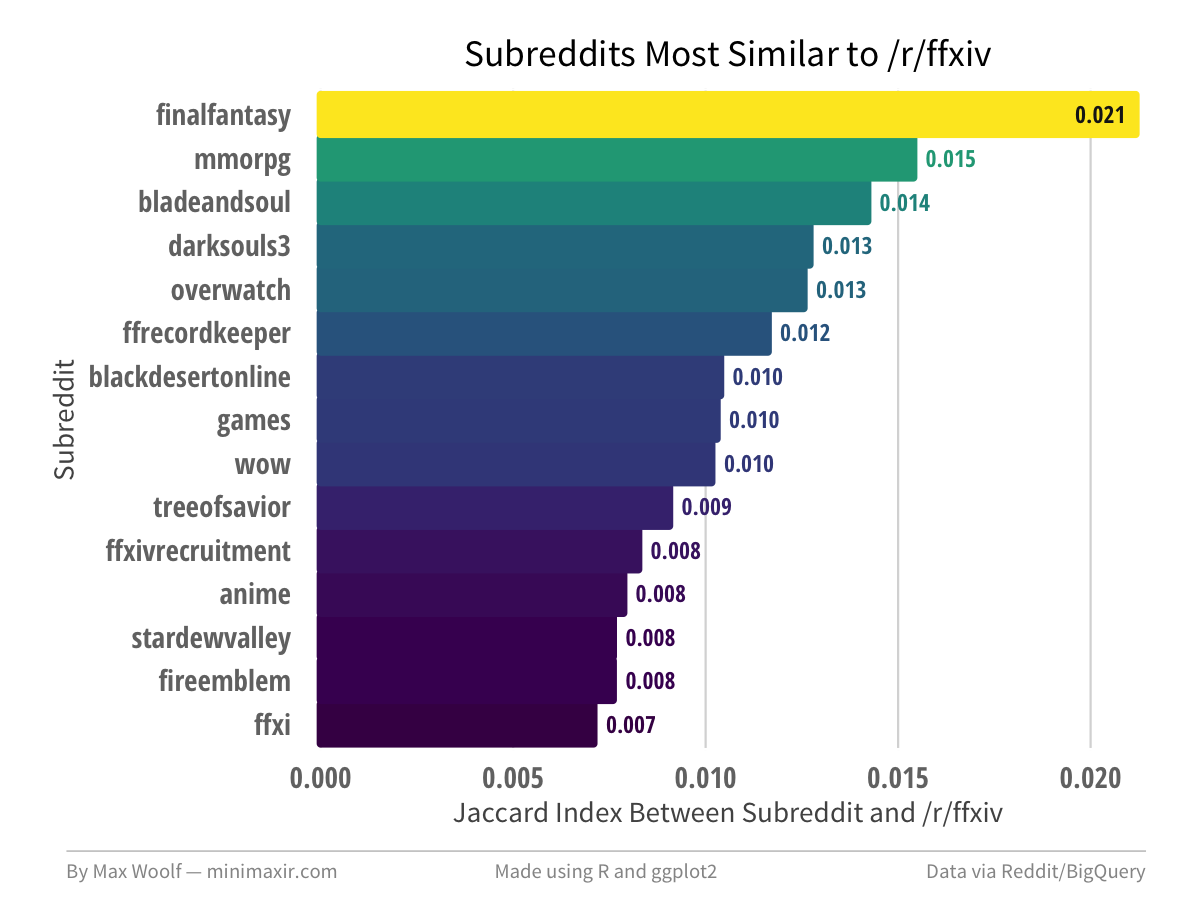 Subreddits Most Similar to /r/ffxiv
Subreddit
finalfantasy 0.021
mmorpg 0.015
bladeandsoul 0.014
darksouls3 0.013
overwatch 0.013
ffrecordkeeper 0.012
blackdesertonline 0.010
games 0.010
wow 0.010
treeofsavior 0.009
ffxivrecruitment 0.008
anime 0.008
stardewvalley 0.008
fireemblem 0.008
ffxi 0.007
0.000 0.005 0.010 0.015 0.020
Jaccard Index Between Subreddit and /r/ffxiv
By Max Woolf — minimaxir.com Made using R and ggplot2 Data via Reddit/BigQuery